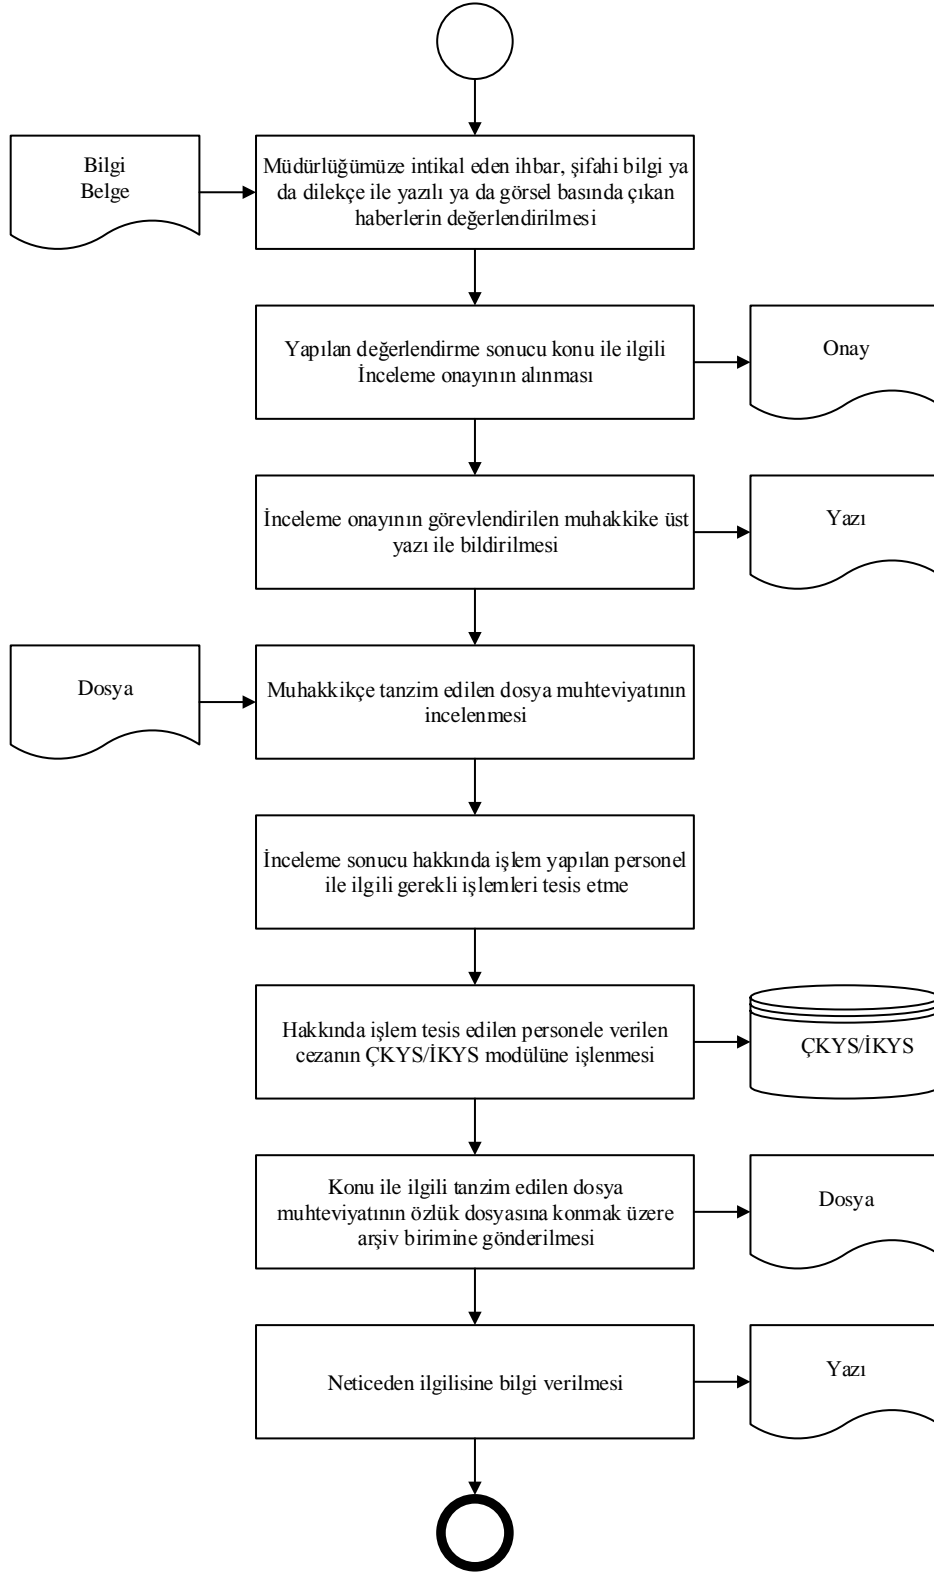 Bilgi
Belge
Müdürlüğümüze intikal eden ihbar, şifahi bilgi ya
da dilekçe ile yazılı ya da görsel basında çıkan
haberlerin değerlendirilmesi
Yapılan değerlendirme sonucu konu ile ilgili
İnceleme onayının alınması
Onay
İnceleme onayının görevlendirilen muhakkike üst
yazı ile bildirilmesi
Yazı
Dosya
Muhakkikçe tanzim edilen dosya muhteviyatının
incelenmesi
İnceleme sonucu hakkında işlem yapılan personel
ile ilgili gerekli işlemleri tesis etme
Hakkında işlem tesis edilen personele verilen
cezanın ÇKYS/İKYS modülüne işlenmesi
ÇKYS/İKYS
Konu ile ilgili tanzim edilen dosya
muhteviyatının özlük dosyasına konmak üzere
arşiv birimine gönderilmesi
Dosya
Neticeden ilgilisine bilgi verilmesi
Yazı